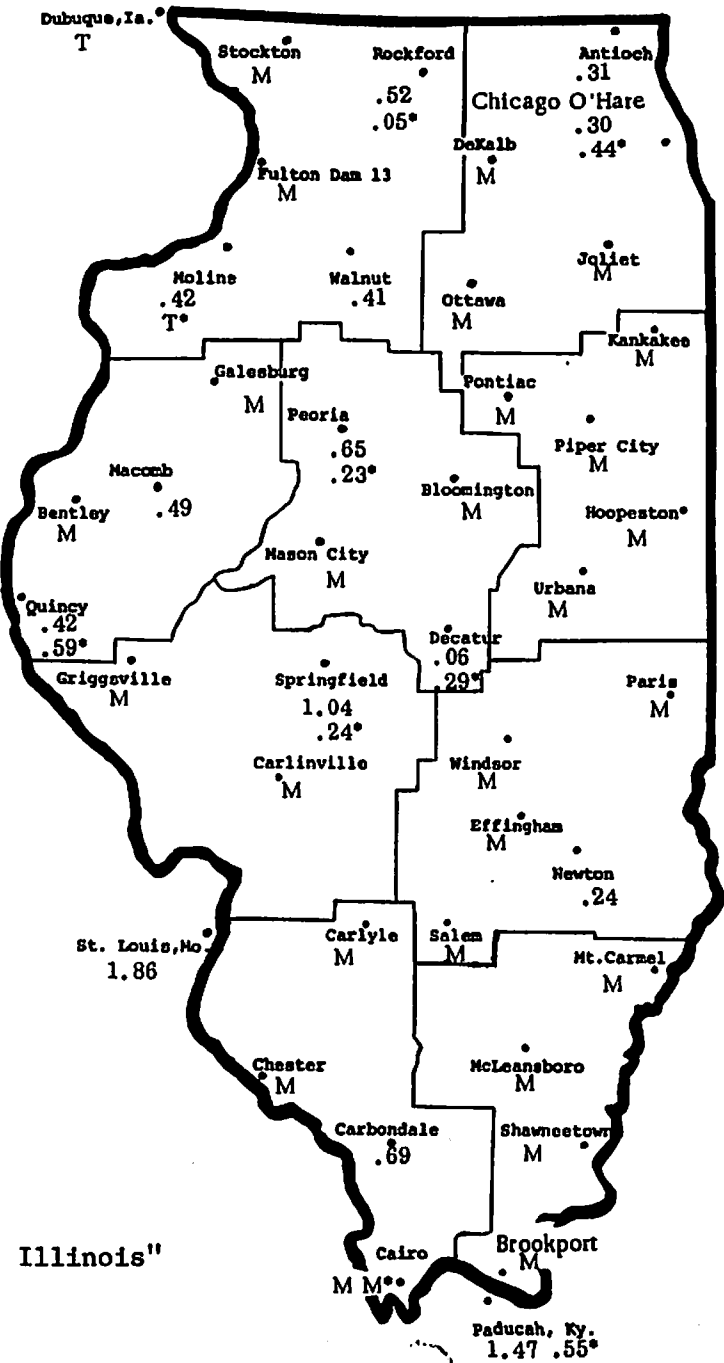 Dubuque,Ia.
T
Stockton
M
Rockford
.52
.05*
Antioch
.31
Chicago O'Hare
.30
.44*
DeKalb
M
Fulton Dam 13
M
Moline
.42
T*
Walnut
.41
Ottawa
M
Joliet
M
Kankakee
M
Galesburg
M
Peoria
.65
.23*
Pontiac
M
Piper City
M
Macomb
.49
Bentley
M
Bloomington
M
Hoopeston
M
Mason City
M
Urbana
M
Quincy
.42
.59*
Griggsville
M
Springfield
1.04
.24*
Decatur
.06
.29*
Paris
M
Carlinville
M
Windsor
M
Effingham
M
Newton
.24
St. Louis,Mo.
1.86
Carlyle
M
Salem
M
Mt.Carmel
M
Chester
M
McLeansboro
M
Carbondale
.69
Shawneetown
M
Illinois"
Cairo
M M*
Brookport
M
Paducah, Ky.
1.47 .55*